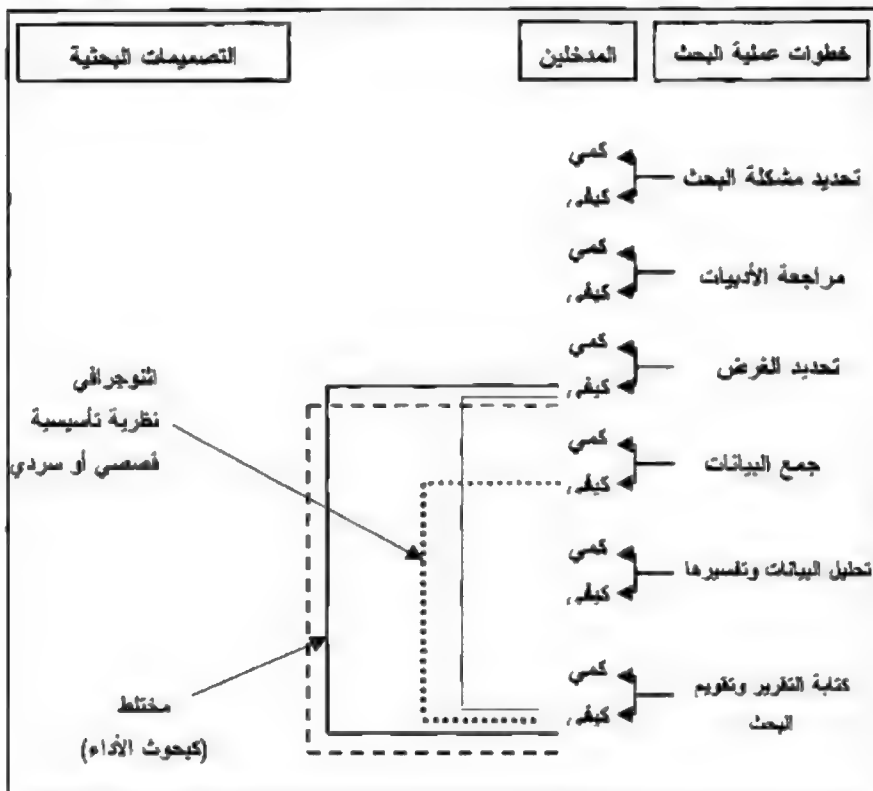 خطوات عملية البحث
المدخلين
التصميمات البحثية
تحديد مشكلة البحث
كمي
كيفي
مراجعة الأدبيات
كمي
كيفي
تحديد الغرض
كمي
كيفي
جمع البيانات
كمي
كيفي
تحليل البيانات وتفسيرها
كمي
كيفي
كتابة التقرير وتقويم
البحث
كمي
كيفي
اثنوجرافي
نظرية تأسيسية
قصصي أو سردي
مختلط
(كبحوث الأداء)